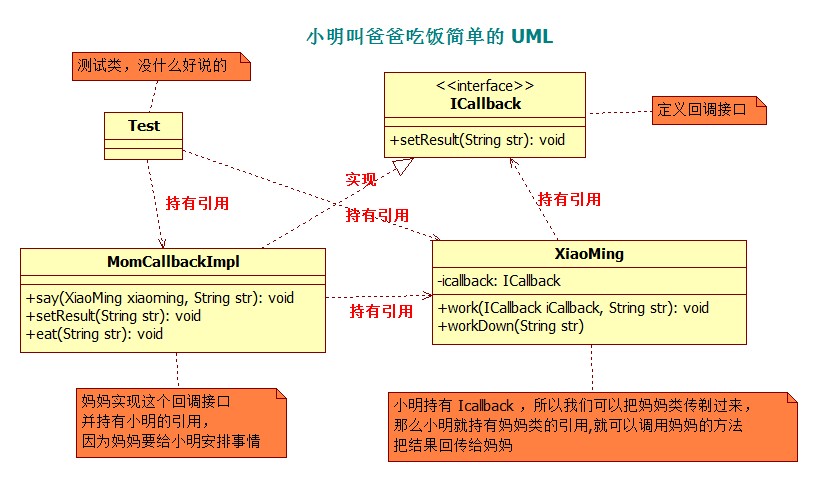 小明叫爸爸吃饭简单的 UML
测试类，没什么好说的
<<interface>>
ICallback
+setResult(String str): void
定义回调接口
Test
实现
持有引用
持有引用
持有引用
MomCallbackImpl
+say(XiaoMing xiaoming, String str): void
+setResult(String str): void
+eat(String str): void
持有引用
XiaoMing
-icallback: ICallback
+work(ICallback iCallback, String str): void
+workDown(String str)
妈妈实现这个回调接口
并持有小明的引用，
因为妈妈要给小明安排事情
小明持有 Icallback ，所以我们可以把妈妈类传剃过来，
那么小明就持有妈妈类的引用,就可以调用妈妈的方法
把结果回传给妈妈